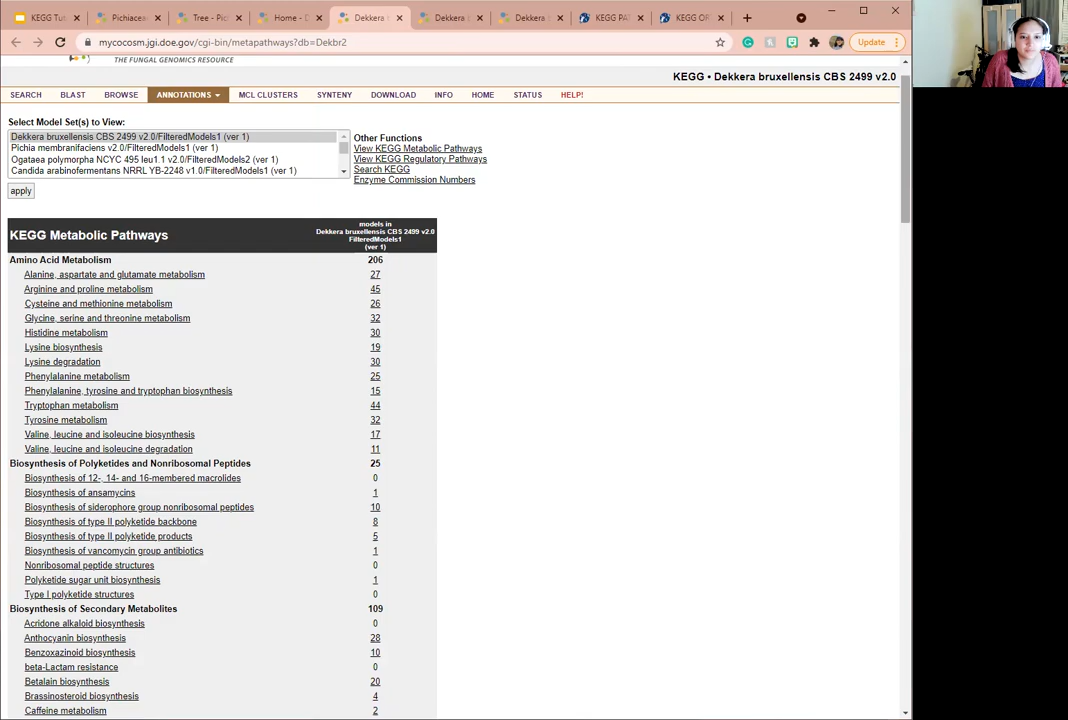 KEGG Tu
Pichiacea
Tree - Pic
Home - D
Dekkera b
Dekkera
Dekkera
KEGG PA
KEGG OR
mycocosm.jgi.doe.gov/cgi-bin/metapathways?db=Dekbr2
Update
THE FUNGAL GENOMICS RESOURCE
KEGG • Dekkera bruxellensis CBS 2499 v2.0
SEARCH BLAST BROWSE ANNOTATIONS MCL CLUSTERS SYNTENY DOWNLOAD INFO HOME STATUS HELP!
Select Model Set(s) to View:
Dekkera bruxellensis CBS 2499 v2.0/FilteredModels1 (ver 1)
Pichia membranifaciens v2.0/FilteredModels1 (ver 1)
Ogataea polymorpha NCYC 495 leu1.1 v2.0/FilteredModels2 (ver 1)
Candida arabinofermentans NRRL YB-2248 v1.0/FilteredModels1 (ver 1)
apply
Other Functions
View KEGG Metabolic Pathways
View KEGG Regulatory Pathways
Search KEGG
Enzyme Commission Numbers
KEGG Metabolic Pathways
models in
Dekkera bruxellensis CBS 2499 v2.0
FilteredModels1
(ver 1)
Amino Acid Metabolism 206
Alanine, aspartate and glutamate metabolism 27
Arginine and proline metabolism 45
Cysteine and methionine metabolism 26
Glycine, serine and threonine metabolism 32
Histidine metabolism 30
Lysine biosynthesis 19
Lysine degradation 30
Phenylalanine metabolism 25
Phenylalanine, tyrosine and tryptophan biosynthesis 15
Tryptophan metabolism 44
Tyrosine metabolism 32
Valine, leucine and isoleucine biosynthesis 17
Valine, leucine and isoleucine degradation 11
Biosynthesis of Polyketides and Nonribosomal Peptides 25
Biosynthesis of 12-, 14- and 16-membered macrolides 0
Biosynthesis of ansamycins 1
Biosynthesis of siderophore group nonribosomal peptides 10
Biosynthesis of type II polyketide backbone 8
Biosynthesis of type II polyketide products 5
Biosynthesis of vancomycin group antibiotics 1
Nonribosomal peptide structures 0
Polyketide sugar unit biosynthesis 1
Type I polyketide structures 0
Biosynthesis of Secondary Metabolites 109
Acridone alkaloid biosynthesis 0
Anthocyanin biosynthesis 28
Benzoxazinoid biosynthesis 10
beta-Lactam resistance 0
Betalain biosynthesis 20
Brassinosteroid biosynthesis 4
Caffeine metabolism 2